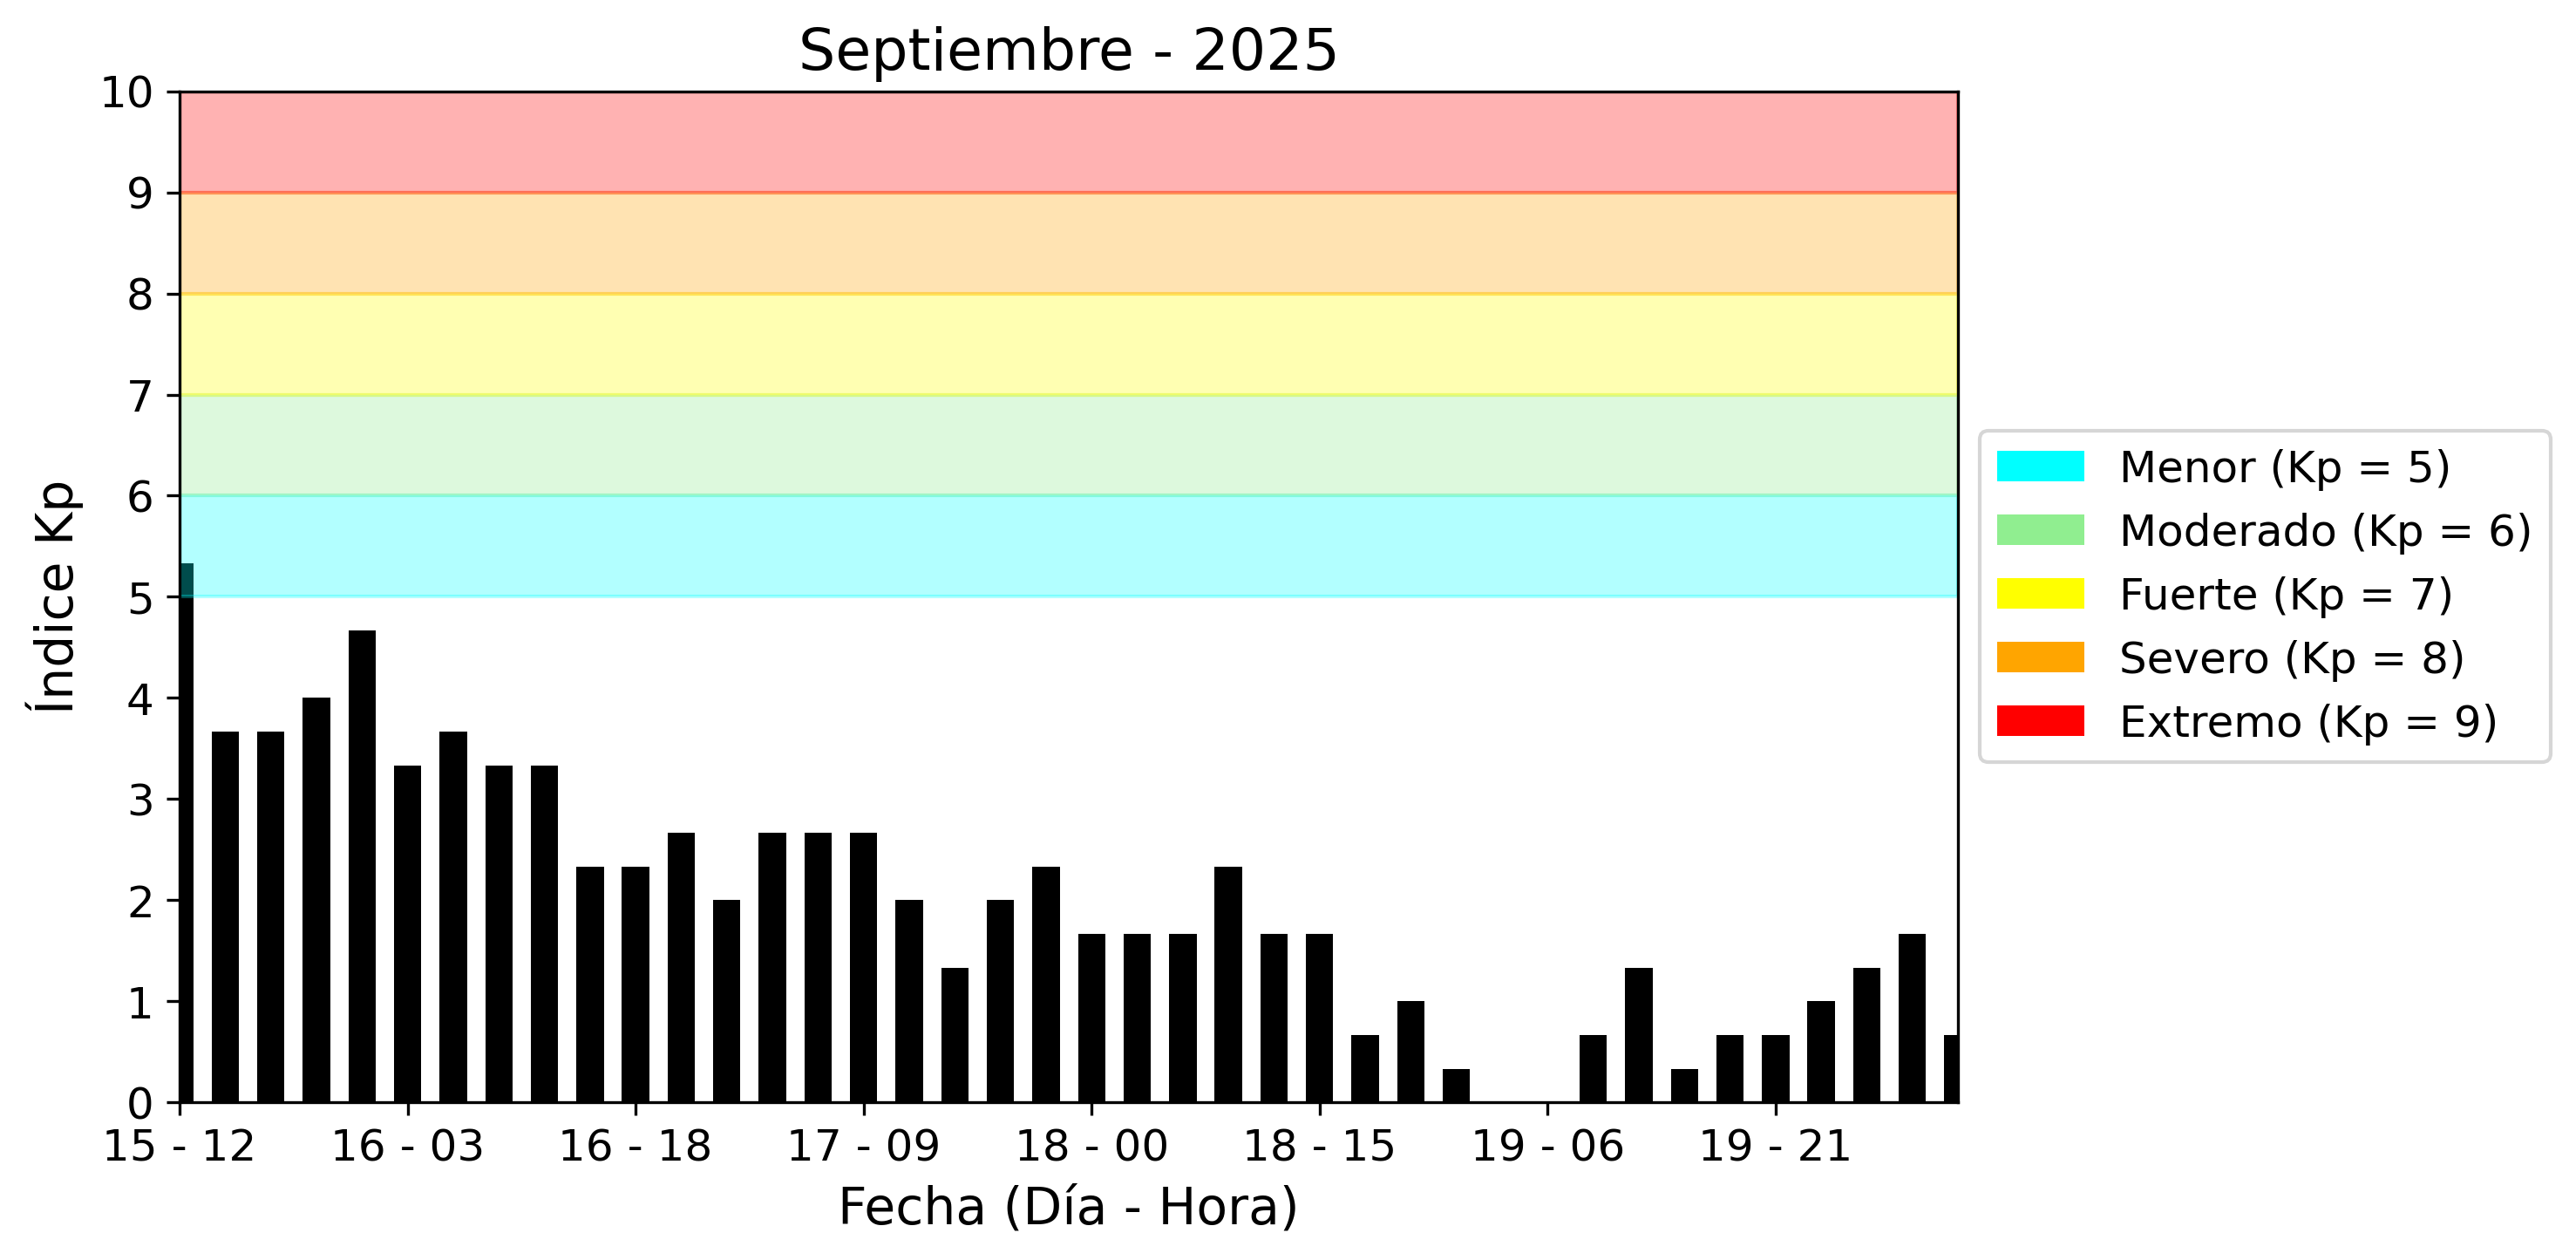 Septiembre - 2025
10
9
8
7
6
5
4
3
2
1
0
Índice Kp
15 - 12
16 - 03
16 - 18
17 - 09
18 - 00
18 - 15
19 - 06
19 - 21
Fecha (Día - Hora)
Menor (Kp = 5)
Moderado (Kp = 6)
Fuerte (Kp = 7)
Severo (Kp = 8)
Extremo (Kp = 9)